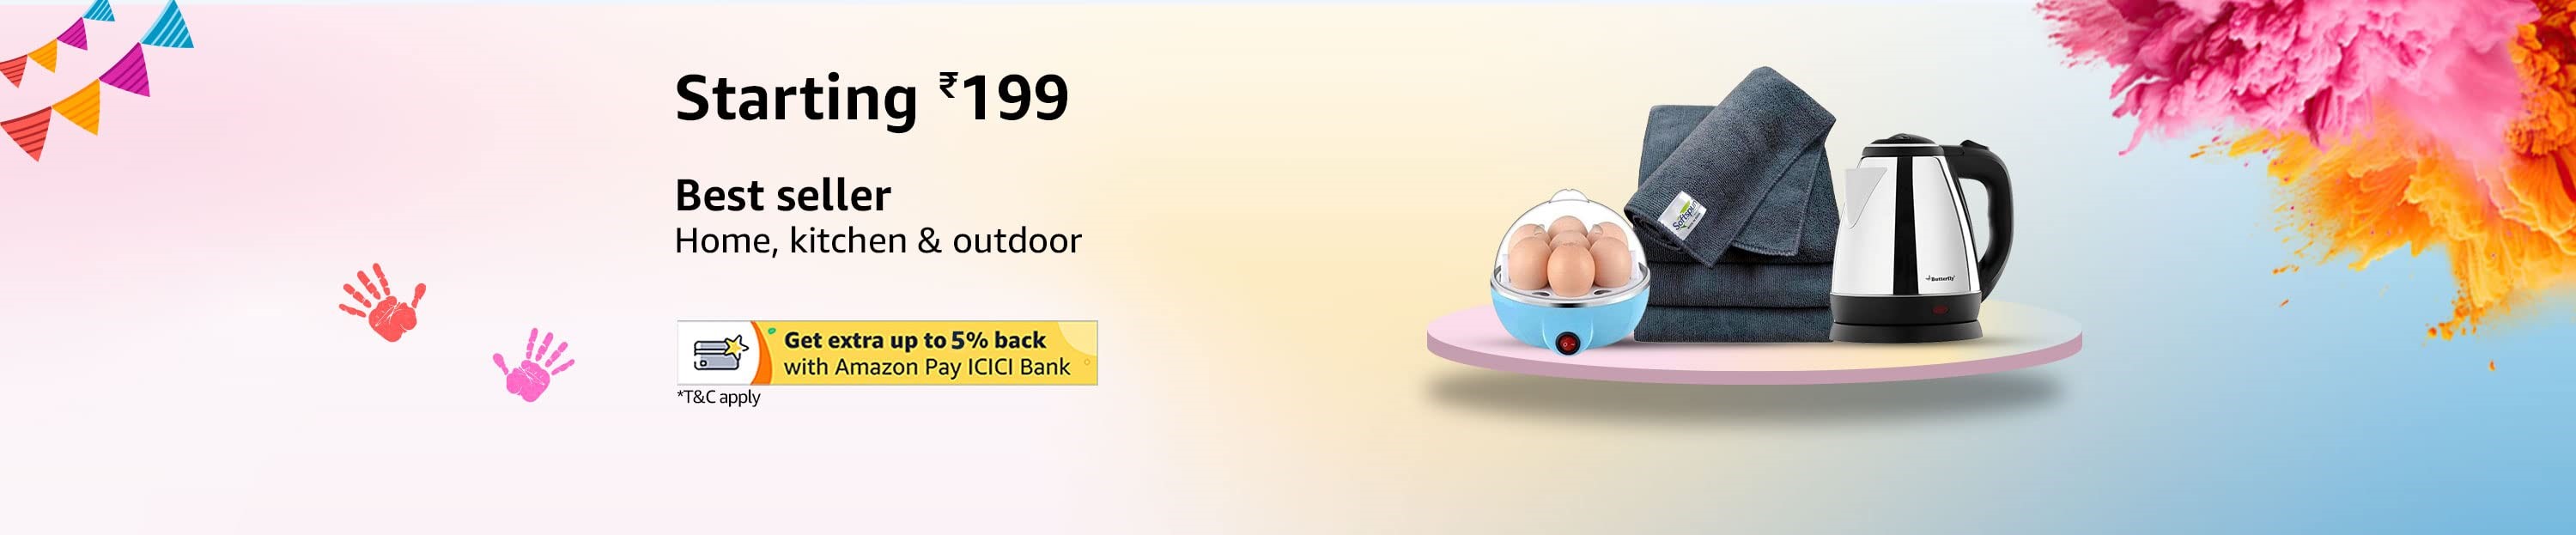 Starting ₹199
Best seller
Home, kitchen & outdoor
Get extra up to 5% back
with Amazon Pay ICICI Bank
*T&C apply
Softspun
Butterfly